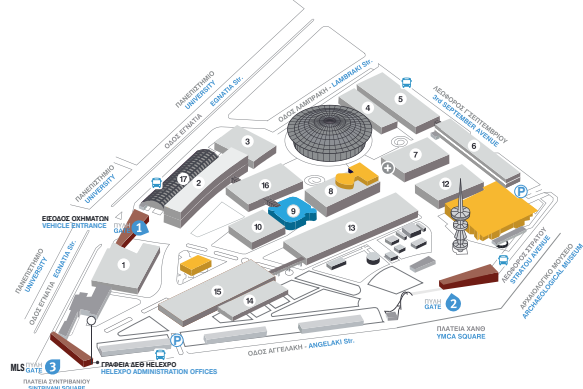 ΠΑΝΕΠΙΣΤΗΜΙΟ
UNIVERSITY
EGNATIA Str.
ΟΔΟΣ ΕΓΝΑΤΙΑ
ΟΔΟΣ ΛΑΜΠΡΑΚΗ - LAMBRAKI Str.
ΛΕΩΦΟΡΟΣ Γ΄ΣΕΠΤΕΜΒΡΙΟΥ
3rd SEPTEMBER AVENUE
4
5
3
6
7
17
2
16
8
12
9
10
13
1
15
14
P
ΠΑΝΕΠΙΣΤΗΜΙΟ
UNIVERSITY
ΕΙΣΟΔΟΣ ΟΧΗΜΑΤΩΝ
VEHICLE ENTRANCE
ΠΥΛΗ
GATE 1
ΠΑΝΕΠΙΣΤΗΜΙΟ
UNIVERSITY
ΟΔΟΣ ΕΓΝΑΤΙΑ
EGNATIA Str.
ΛΕΩΦΟΡΟΣ ΣΤΡΑΤΟΥ
STRATOU AVENUE
ΑΡΧΑΙΟΛΟΓΙΚΟ ΜΟΥΣΕΙΟ
ARCHAEOLOGICAL MUSEUM
ΠΥΛΗ
GATE 2
ΠΛΑΤΕΙΑ ΧΑΝΘ
YMCA SQUARE
P
ΟΔΟΣ ΑΓΓΕΛΑΚΗ - ANGELAKI Str.
MLS ΠΥΛΗ
GATE 3
ΓΡΑΦΕΙΑ ΔΕΘ HELEXPO
HELEXPO ADMINISTRATION OFFICES
ΠΛΑΤΕΙΑ ΣΥΝΤΡΙΒΑΝΙΟΥ
SINTRIVANI SQUARE